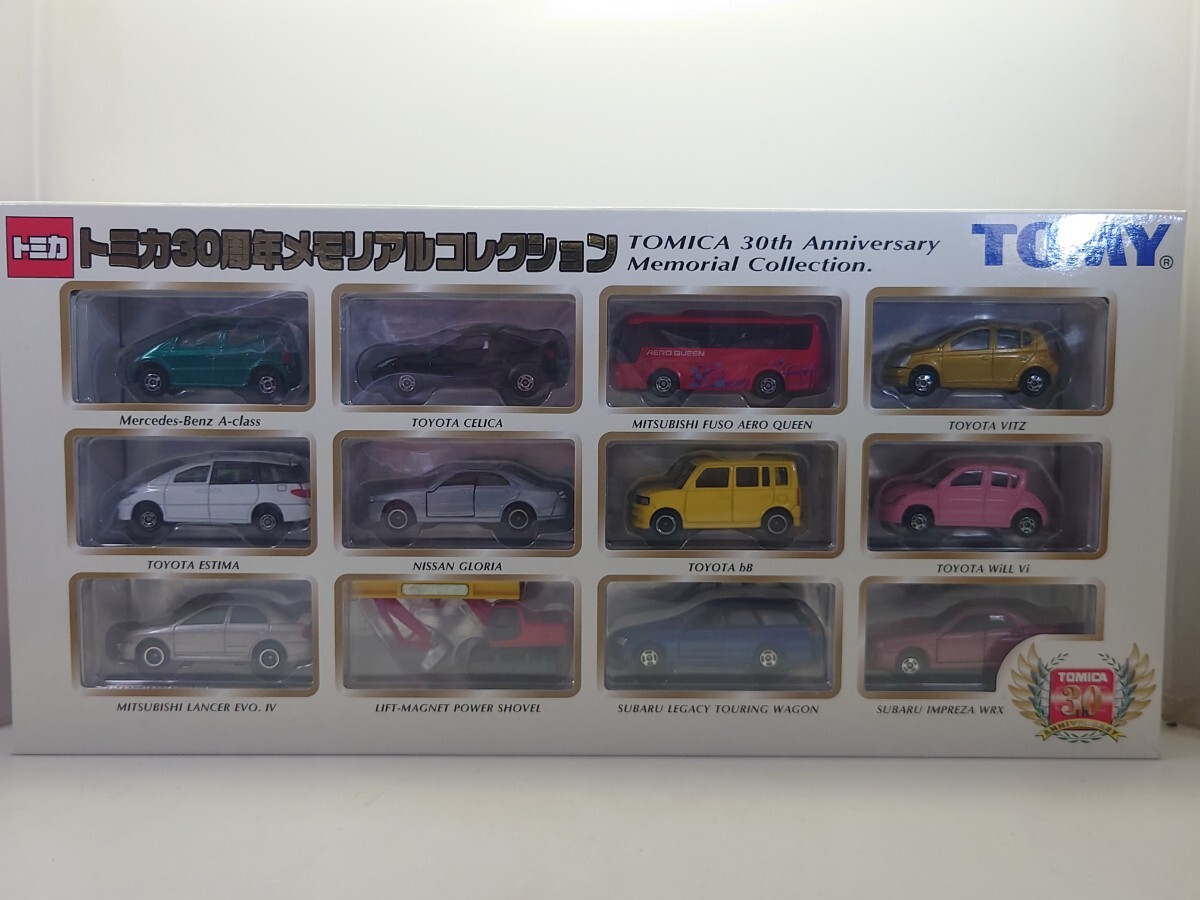 トミカ
トミカ30周年メモリアルコレクション
TOMICA 30th Anniversary
Memorial Collection.
TOMY®
AERO QUEEN
Mercedes-Benz A-class
TOYOTA CELICA
MITSUBISHI FUSO AERO QUEEN
TOYOTA VITZ
TOYOTA ESTIMA
NISSAN GLORIA
TOYOTA bB
TOYOTA WiLL Vi
MITSUBISHI LANCER EVO. IV
LIFT-MAGNET POWER SHOVEL
SUBARU LEGACY TOURING WAGON
SUBARU IMPREZA WRX
TOMICA
30
th
ANNIVERSARY